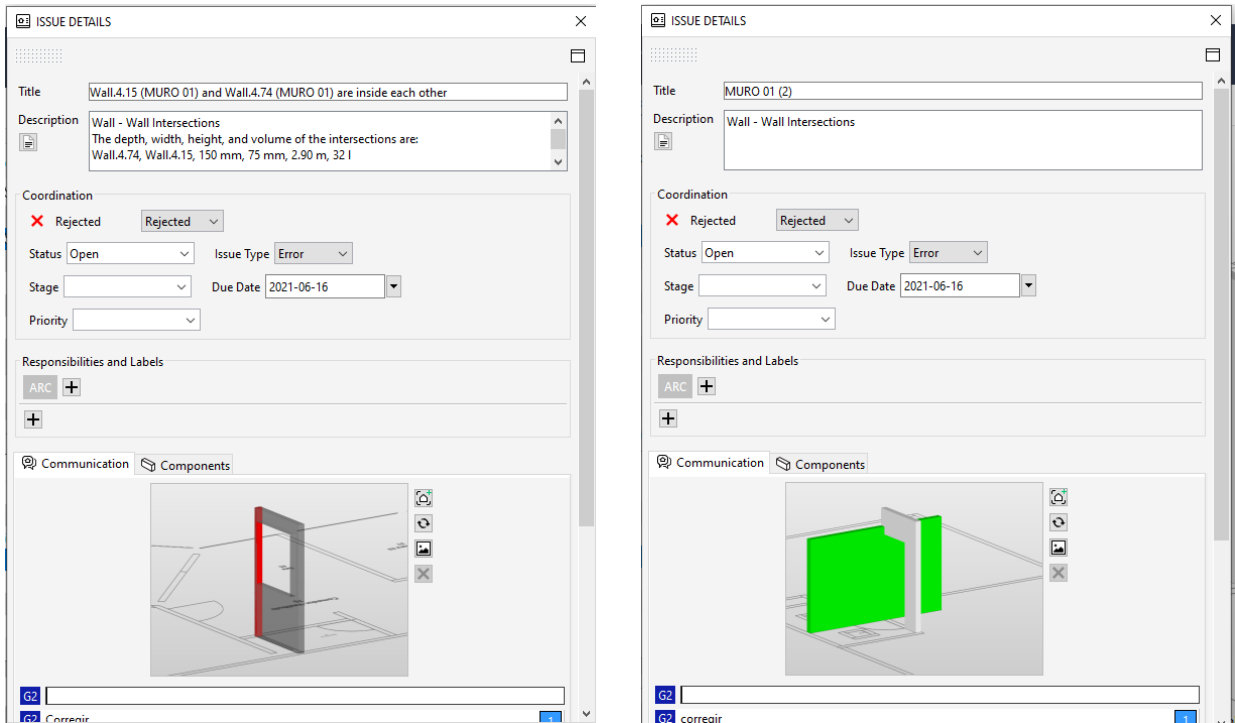 ISSUE DETAILS
Title
Wall.4.15 (MURO 01) and Wall.4.74 (MURO 01) are inside each other
Description
Wall - Wall Intersections
The depth, width, height, and volume of the intersections are:
Wall.4.74, Wall.4.15, 150 mm, 75 mm, 2.90 m, 32 l
Coordination
Rejected Rejected
Status Open Issue Type Error
Stage Due Date 2021-06-16
Priority
Responsibilities and Labels
ARC
Communication Components
G2
G2 Corregir 1
ISSUE DETAILS
Title MURO 01 (2)
Description Wall - Wall Intersections
Coordination
Rejected Rejected
Status Open Issue Type Error
Stage Due Date 2021-06-16
Priority
Responsibilities and Labels
ARC
Communication Components
G2
G2 corregir 1